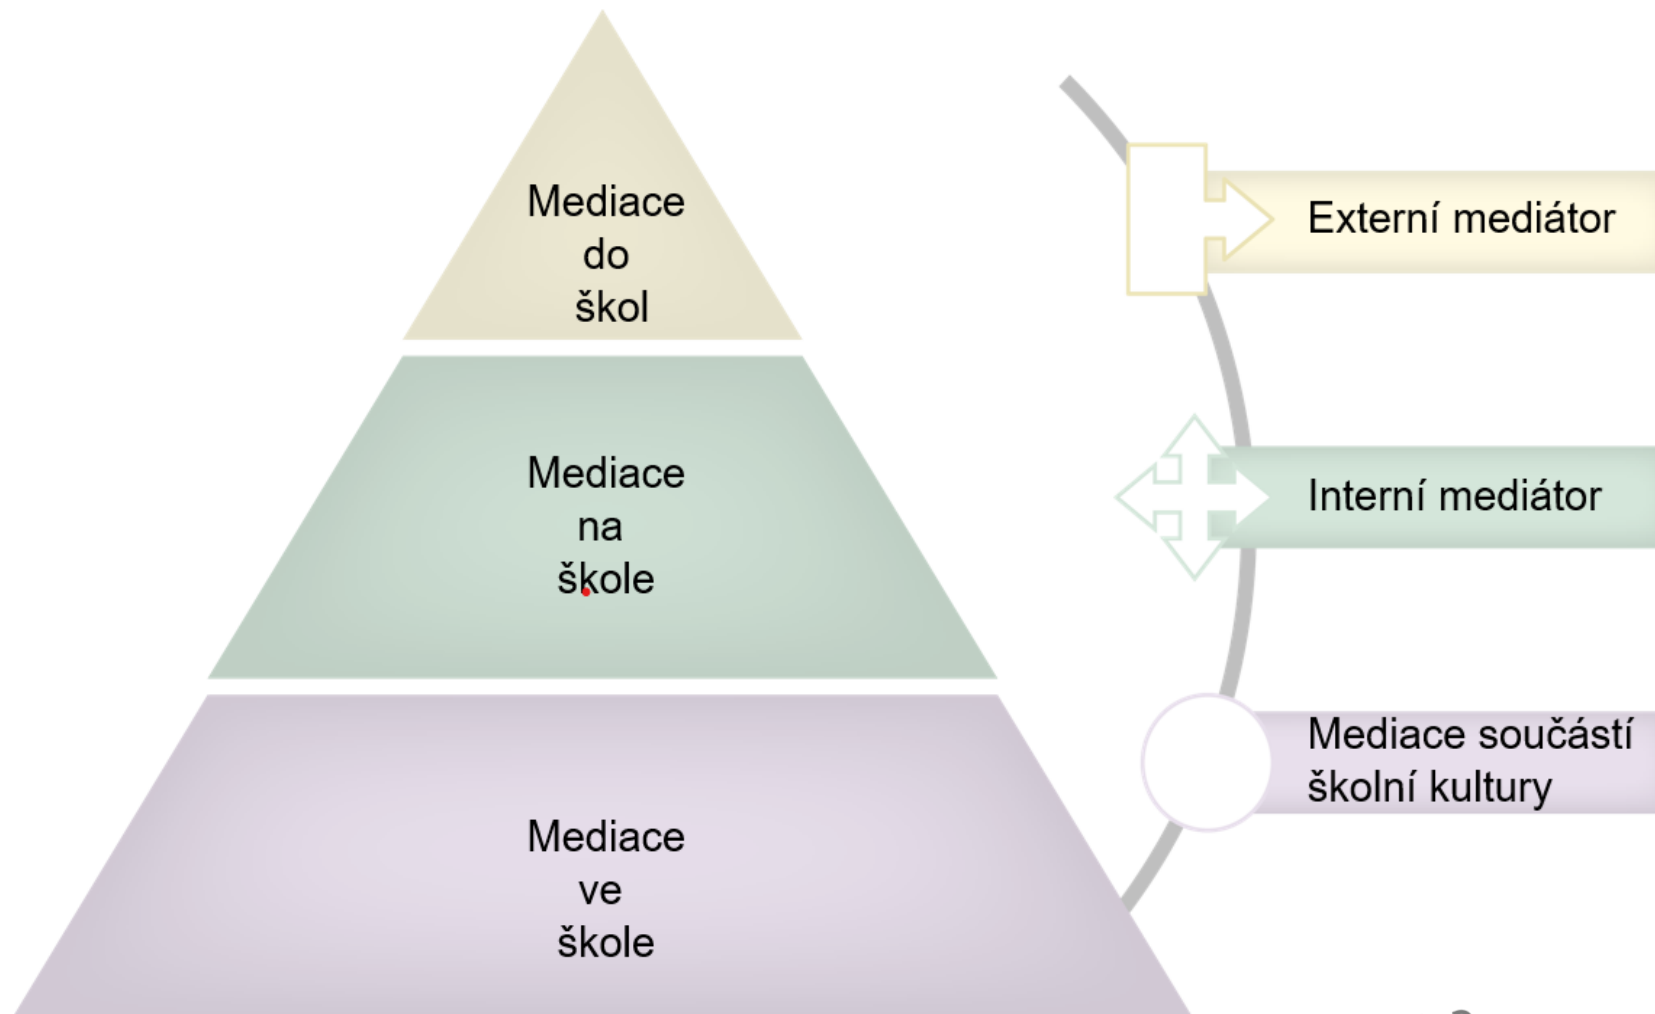 Mediace
do
škol
Externí mediátor
Mediace
na
škole
Interní mediátor
Mediace
ve
škole
Mediace součástí
školní kultury